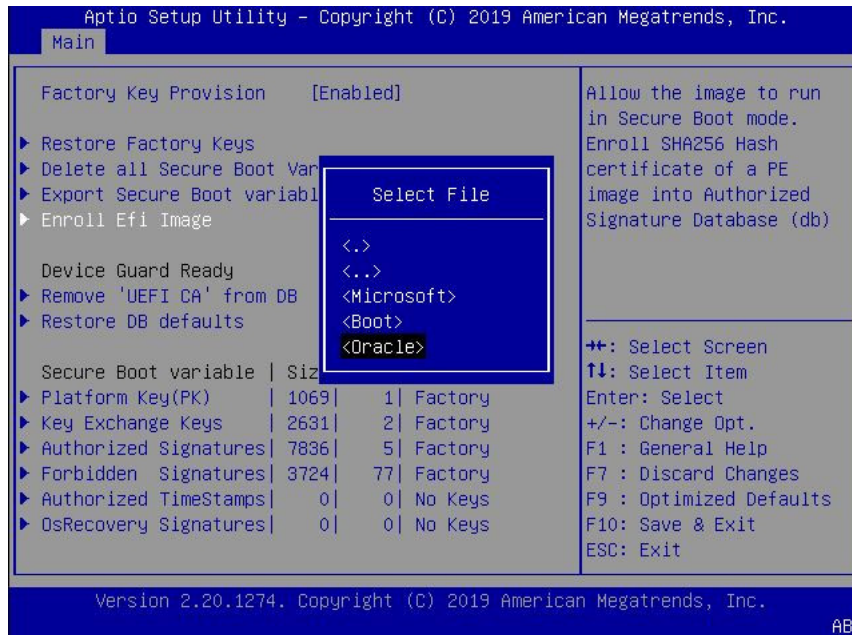 Aptio Setup Utility – Copyright (C) 2019 American Megatrends, Inc.
Main
Factory Key Provision [Enabled]
Restore Factory Keys
Delete all Secure Boot Var
Export Secure Boot variabl
Enroll Efi Image
Device Guard Ready
Remove 'UEFI CA' from DB
Restore DB defaults
Secure Boot variable | Siz
Platform Key(PK) | 1069| 1| Factory
Key Exchange Keys | 2631| 2| Factory
Authorized Signatures| 7836| 5| Factory
Forbidden Signatures| 3724| 77| Factory
Authorized TimeStamps| 0| 0| No Keys
OsRecovery Signatures| 0| 0| No Keys
Select File
<.>
<..>
<Microsoft>
<Boot>
<Oracle>
Allow the image to run
in Secure Boot mode.
Enroll SHA256 Hash
certificate of a PE
image into Authorized
Signature Database (db)
→←: Select Screen
↑↓: Select Item
Enter: Select
+/-: Change Opt.
F1 : General Help
F7 : Discard Changes
F9 : Optimized Defaults
F10: Save & Exit
ESC: Exit
Version 2.20.1274. Copyright (C) 2019 American Megatrends, Inc.
AB